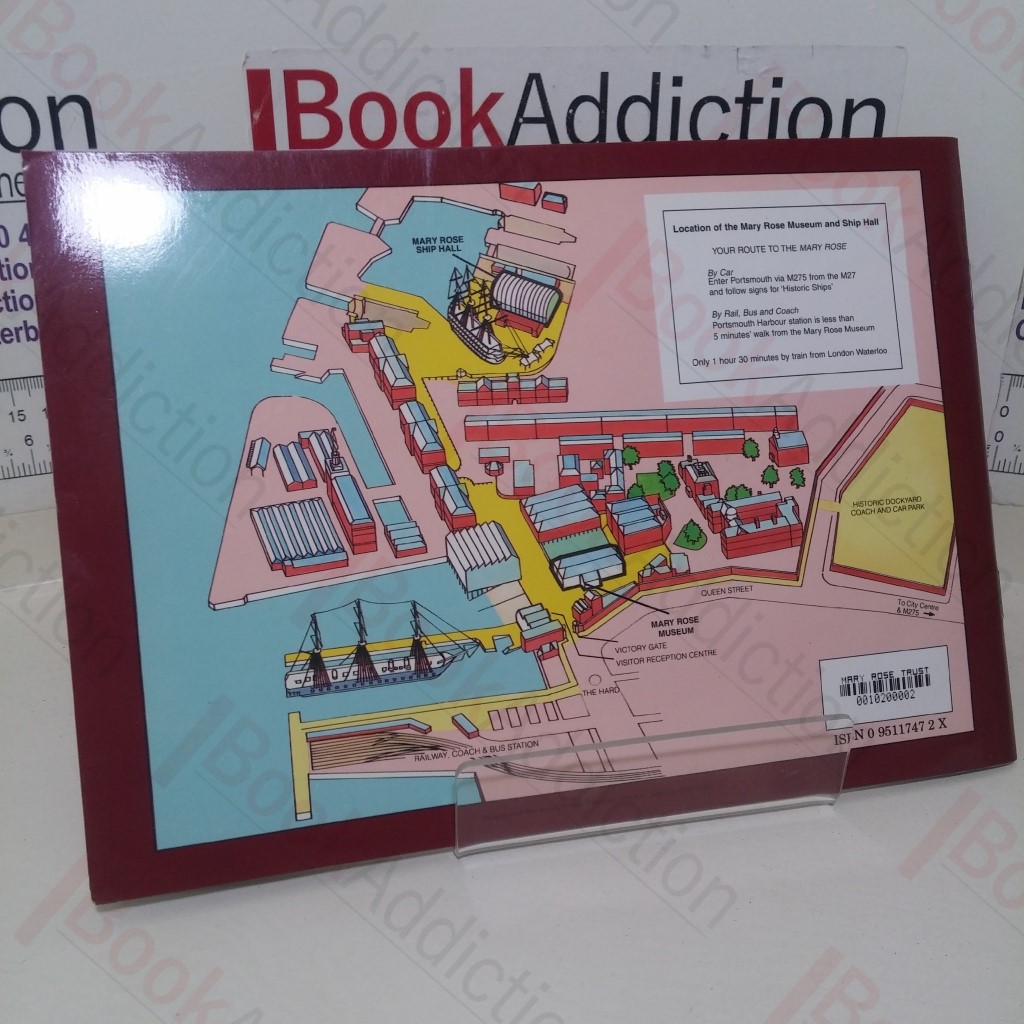 BookAddiction
on
MARY ROSE
SHIP HALL
Location of the Mary Rose Museum and Ship Hall
YOUR ROUTE TO THE MARY ROSE
By Car
Enter Portsmouth via M275 from the M27
and follow signs for 'Historic Ships'
By Rail, Bus and Coach
Portsmouth Harbour station is less than
5 minutes' walk from the Mary Rose Museum
Only 1 hour 30 minutes by train from London Waterloo
HISTORIC DOCKYARD
COACH AND CAR PARK
QUEEN STREET
To City Centre
& M275
MARY ROSE
MUSEUM
VICTORY GATE
VISITOR RECEPTION CENTRE
THE HARD
RAILWAY, COACH & BUS STATION
MARY ROSE TRUST
0010200002
ISBN 0 9511747 2 X
15
6
0
0